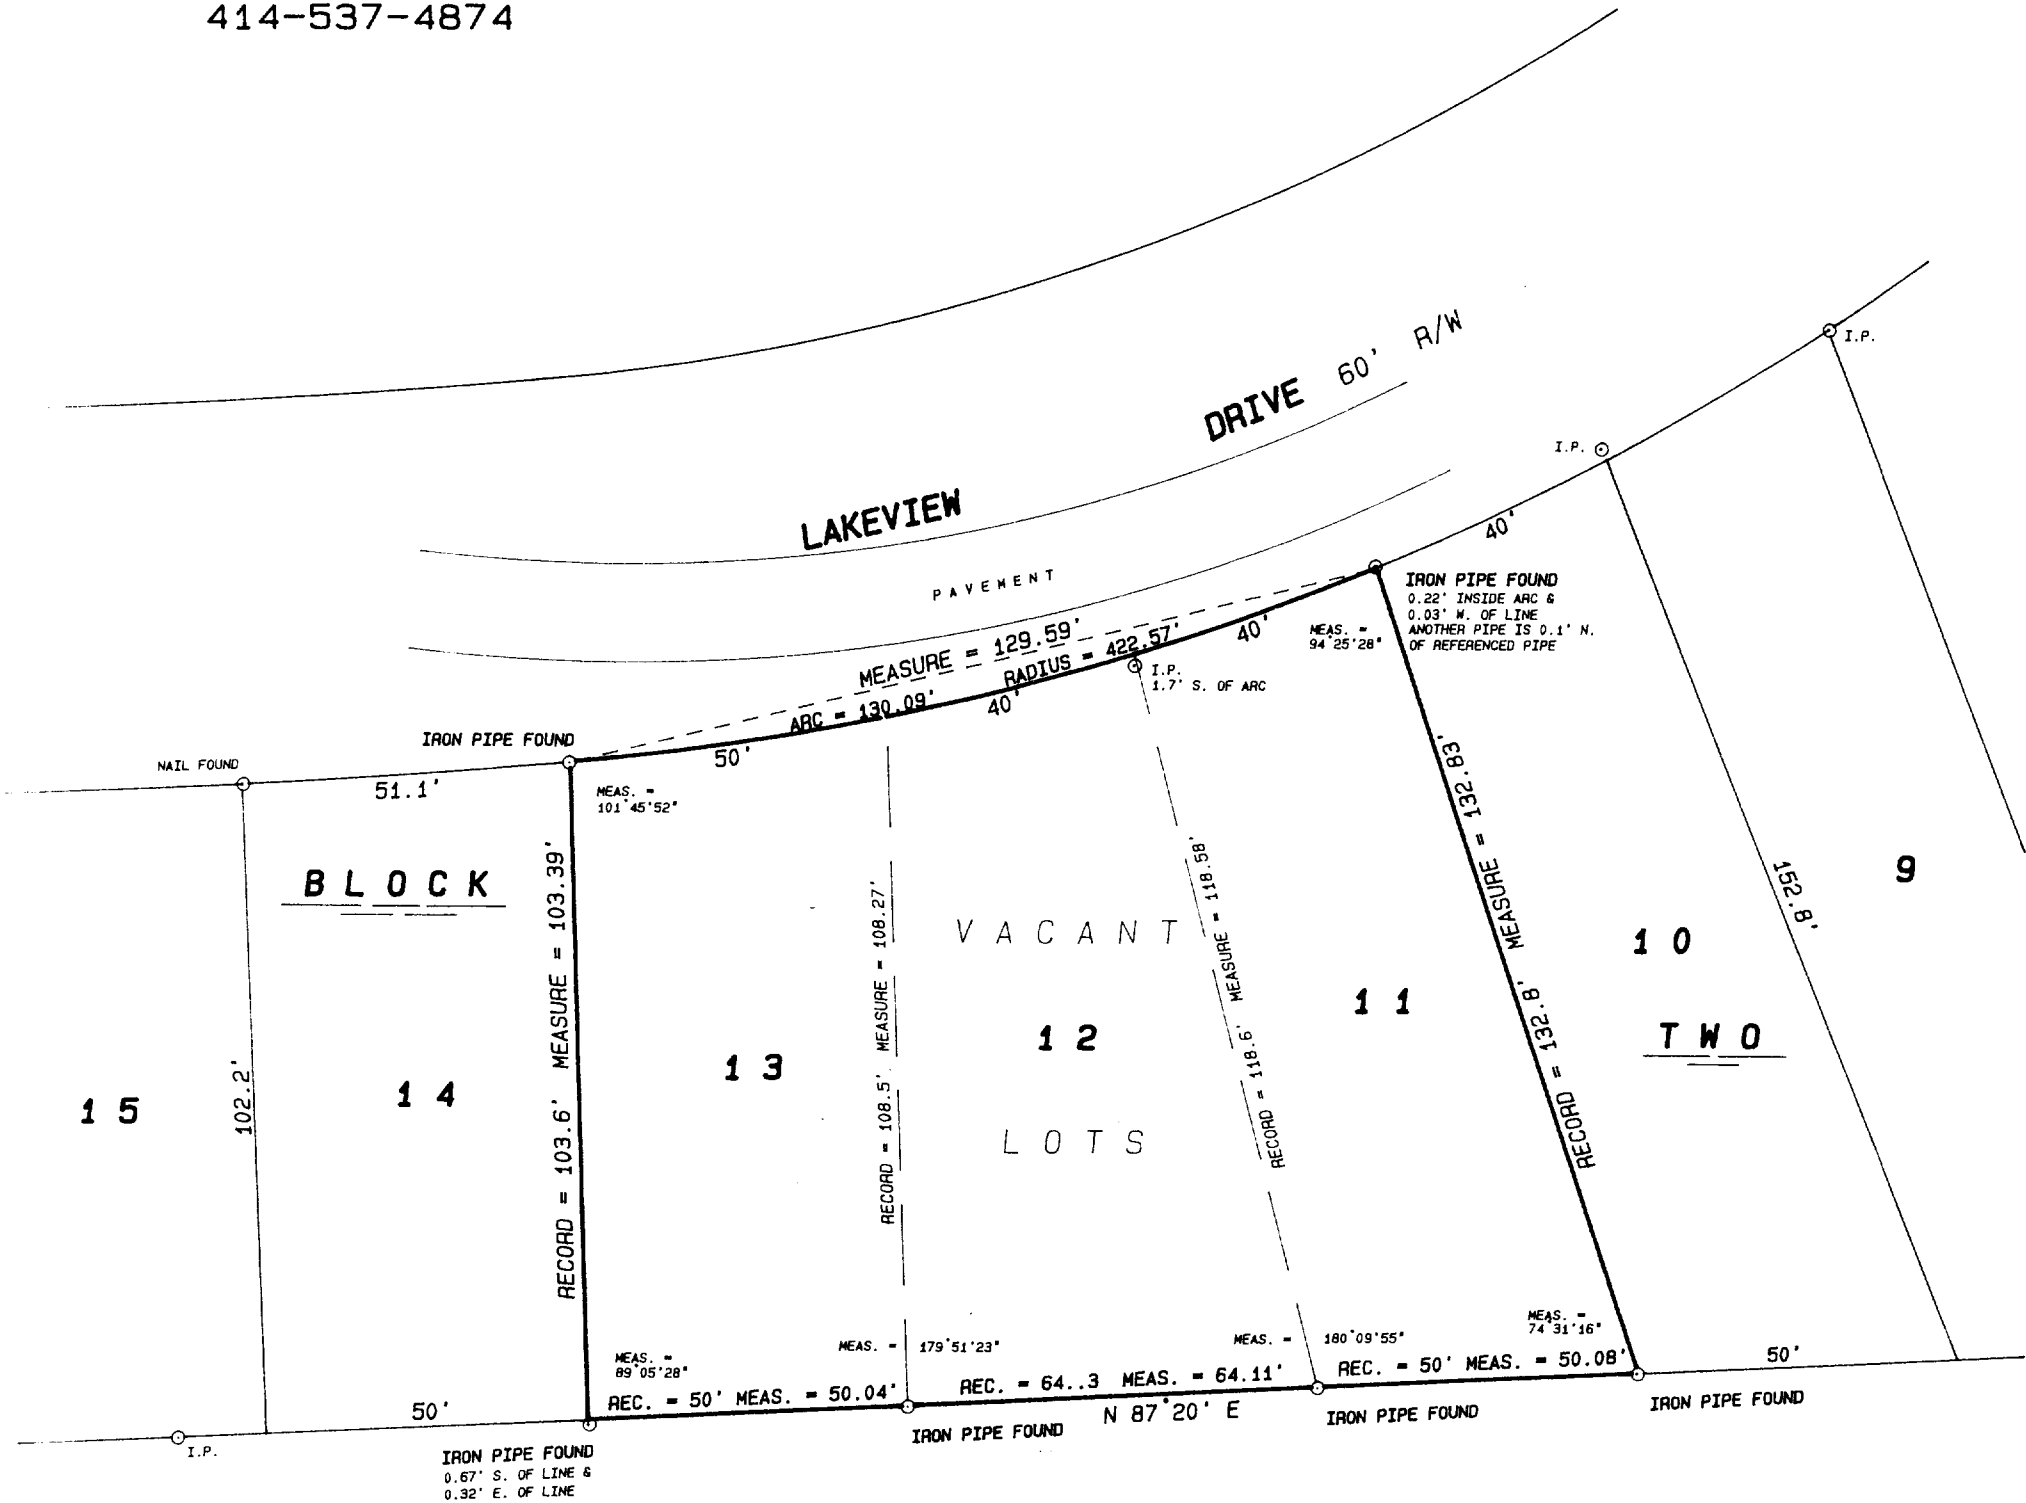 414-537-4874
LAKEVIEW DRIVE 60' R/W
PAVEMENT
I.P.
I.P.
40'
IRON PIPE FOUND
0.22' INSIDE ARC &
0.03' W. OF LINE
ANOTHER PIPE IS 0.1' N.
OF REFERENCED PIPE
MEAS. =
94°25'28"
MEASURE = 129.59'
RADIUS = 422.57'
ARC = 130.09'
40'
40'
50'
I.P.
1.7' S. OF ARC
IRON PIPE FOUND
NAIL FOUND
51.1'
MEAS. =
101°45'52"
BLOCK
TWO
VACANT
LOTS
15
14
13
12
11
10
9
102.2'
RECORD = 103.6' MEASURE = 103.39'
RECORD = 108.5' MEASURE = 108.27'
RECORD = 118.6' MEASURE = 118.58'
RECORD = 132.8' MEASURE = 132.83'
152.8'
MEAS. =
89°05'28"
MEAS. = 179°51'23"
MEAS. = 180°09'55"
MEAS. =
74°31'16"
REC. = 50' MEAS. = 50.04'
REC. = 64..3 MEAS. = 64.11'
REC. = 50' MEAS. = 50.08'
50'
50'
N 87°20' E
I.P.
IRON PIPE FOUND
0.67' S. OF LINE &
0.32' E. OF LINE
IRON PIPE FOUND
IRON PIPE FOUND
IRON PIPE FOUND